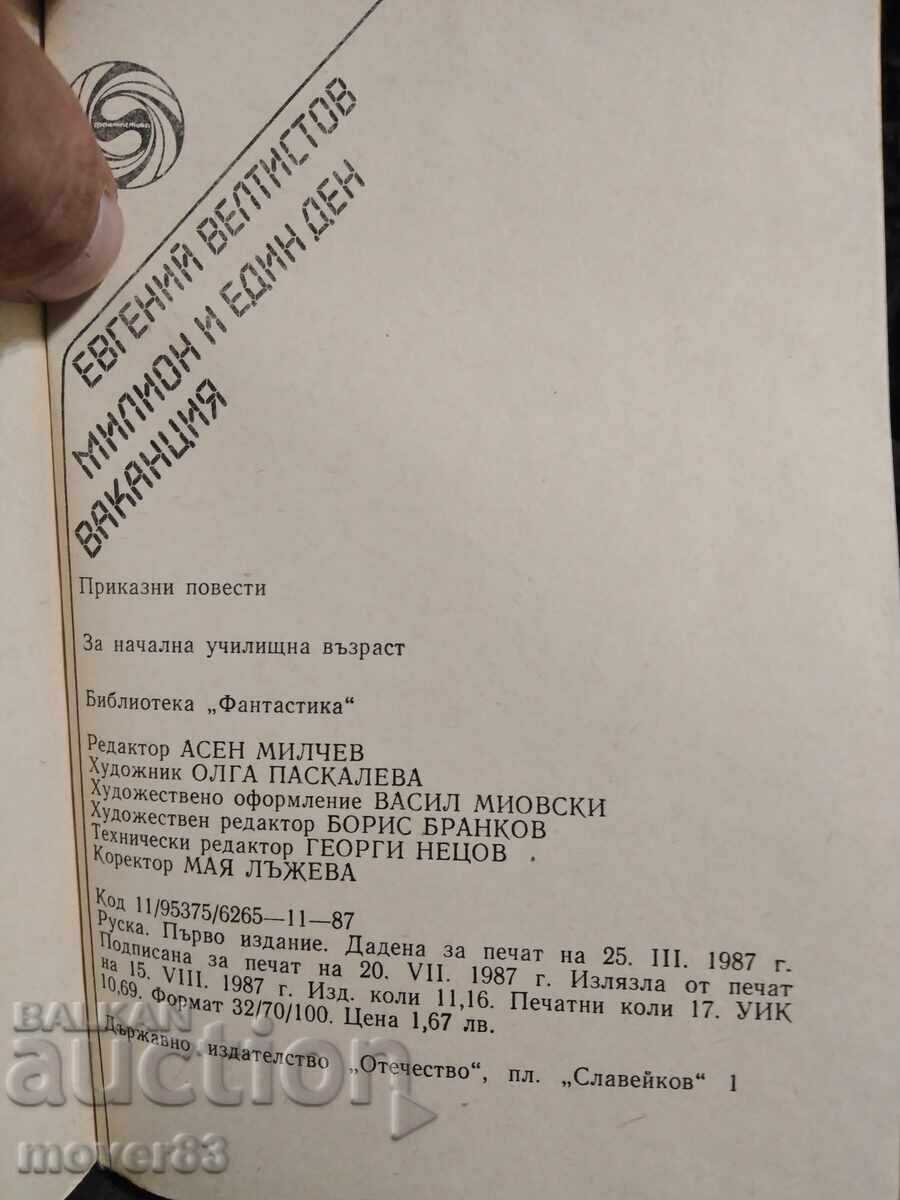 ЕВГЕНИЙ ВЕЛТИСТОВ
МИЛИОН И ЕДИН ДЕН
ВАКАНЦИЯ
Приказни повести
За начална училищна възраст
Библиотека „Фантастика“
Редактор АСЕН МИЛЧЕВ
Художник ОЛГА ПАСКАЛЕВА
Художествено оформление ВАСИЛ МИОВСКИ
Художествен редактор БОРИС БРАНКОВ
Технически редактор ГЕОРГИ НЕЦОВ
Коректор МАЯ ЛЪЖЕВА
Код 11/95375/6265—11—87
Руска. Първо издание. Дадена за печат на 25. III. 1987 г.
Подписана за печат на 20. VII. 1987 г. Излязла от печат
на 15. VIII. 1987 г. Изд. коли 11,16. Печатни коли 17. УИК
10,69. Формат 32/70/100. Цена 1,67 лв.
Държавно издателство „Отечество“, пл. „Славейков“ 1
BALKAN
auction
mover83